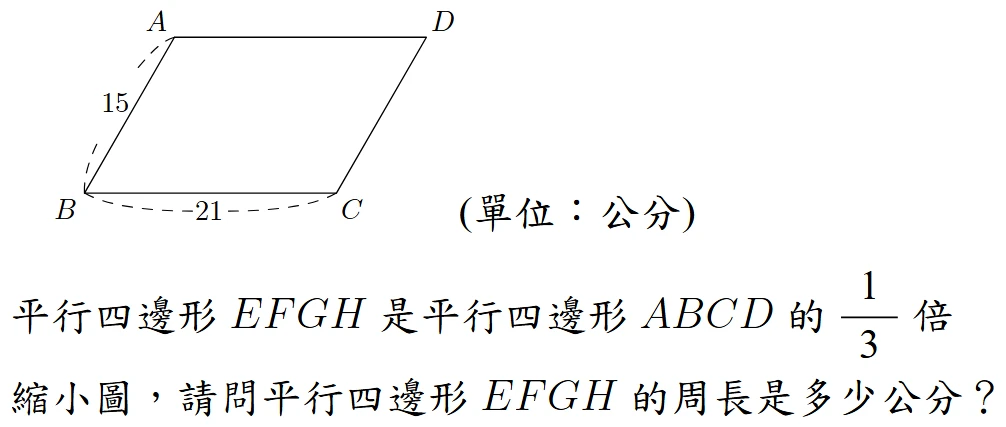 A
D
15
B
21
C
(單位：公分)
平行四邊形 EFGH 是平行四邊形 ABCD 的 1/3 倍
縮小圖，請問平行四邊形 EFGH 的周長是多少公分？